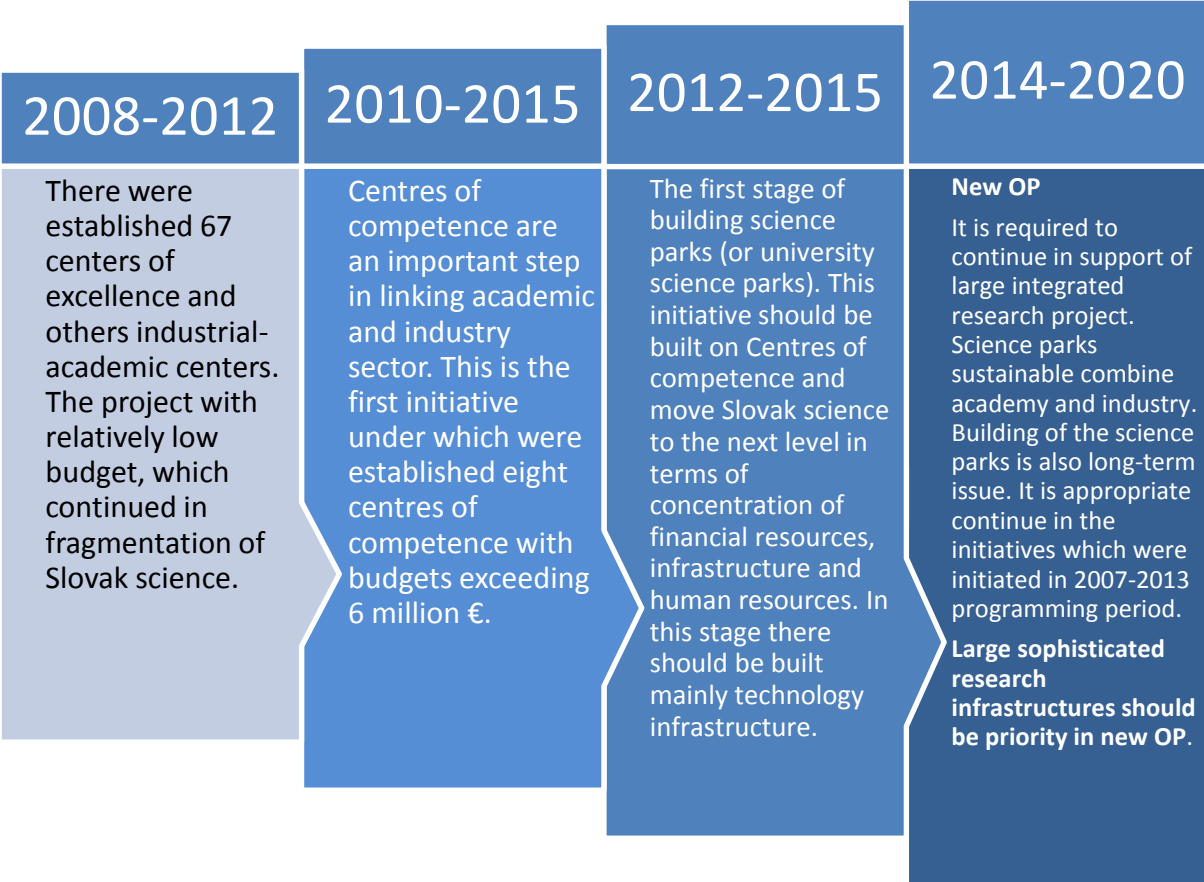 2008-2012
There were
established 67
centers of
excellence and
others industrial-
academic centers.
The project with
relatively low
budget, which
continued in
fragmentation of
Slovak science.
2010-2015
Centres of
competence are
an important step
in linking academic
and industry
sector. This is the
first initiative
under which were
established eight
centres of
competence with
budgets exceeding
6 million €.
2012-2015
The first stage of
building science
parks (or university
science parks). This
initiative should be
built on Centres of
competence and
move Slovak science
to the next level in
terms of
concentration of
financial resources,
infrastructure and
human resources. In
this stage there
should be built
mainly technology
infrastructure.
2014-2020
New OP
It is required to
continue in support of
large integrated
research project.
Science parks
sustainable combine
academy and industry.
Building of the science
parks is also long-term
issue. It is appropriate
continue in the
initiatives which were
initiated in 2007-2013
programming period.
Large sophisticated
research
infrastructures should
be priority in new OP.